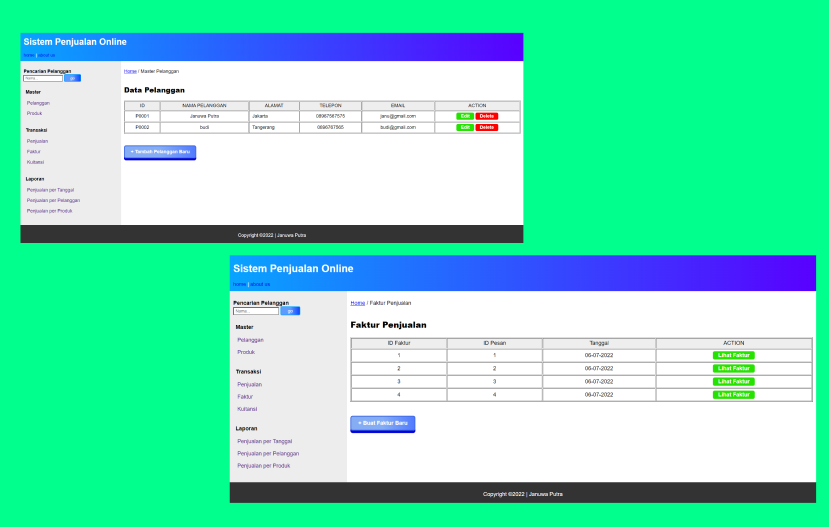 Sistem Penjualan Online
home | about us
Pencarian Pelanggan
Nama... go
Master
Pelanggan
Produk
Transaksi
Penjualan
Faktur
Kuitansi
Laporan
Penjualan per Tanggal
Penjualan per Pelanggan
Penjualan per Produk
Home / Master Pelanggan
Data Pelanggan
ID NAMA PELANGGAN ALAMAT TELEPON EMAIL ACTION
P0001 Januwa Putra Jakarta 08967567575 janu@gmail.com Edit Delete
P0002 budi Tangerang 0896767565 budi@gmail.com Edit Delete
+ Tambah Pelanggan Baru
Copyright ©2022 | Januwa Putra
Sistem Penjualan Online
home | about us
Pencarian Pelanggan
Nama... go
Master
Pelanggan
Produk
Transaksi
Penjualan
Faktur
Kuitansi
Laporan
Penjualan per Tanggal
Penjualan per Pelanggan
Penjualan per Produk
Home / Faktur Penjualan
Faktur Penjualan
ID Faktur ID Pesan Tanggal ACTION
1 1 06-07-2022 Lihat Faktur
2 2 06-07-2022 Lihat Faktur
3 3 06-07-2022 Lihat Faktur
4 4 06-07-2022 Lihat Faktur
+ Buat Faktur Baru
Copyright ©2022 | Januwa Putra